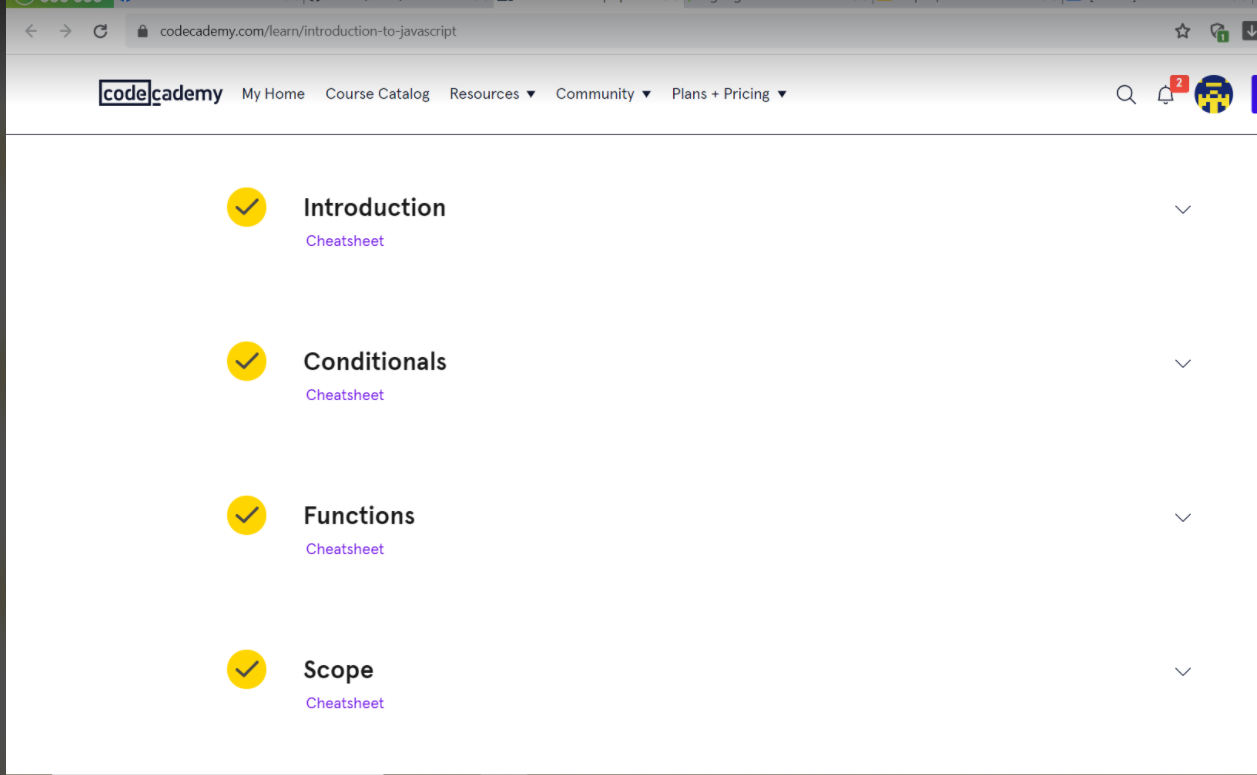 codecademy.com/learn/introduction-to-javascript
1
codecademy My Home Course Catalog Resources ▼ Community ▼ Plans + Pricing ▼ 2
Introduction
Cheatsheet
Conditionals
Cheatsheet
Functions
Cheatsheet
Scope
Cheatsheet